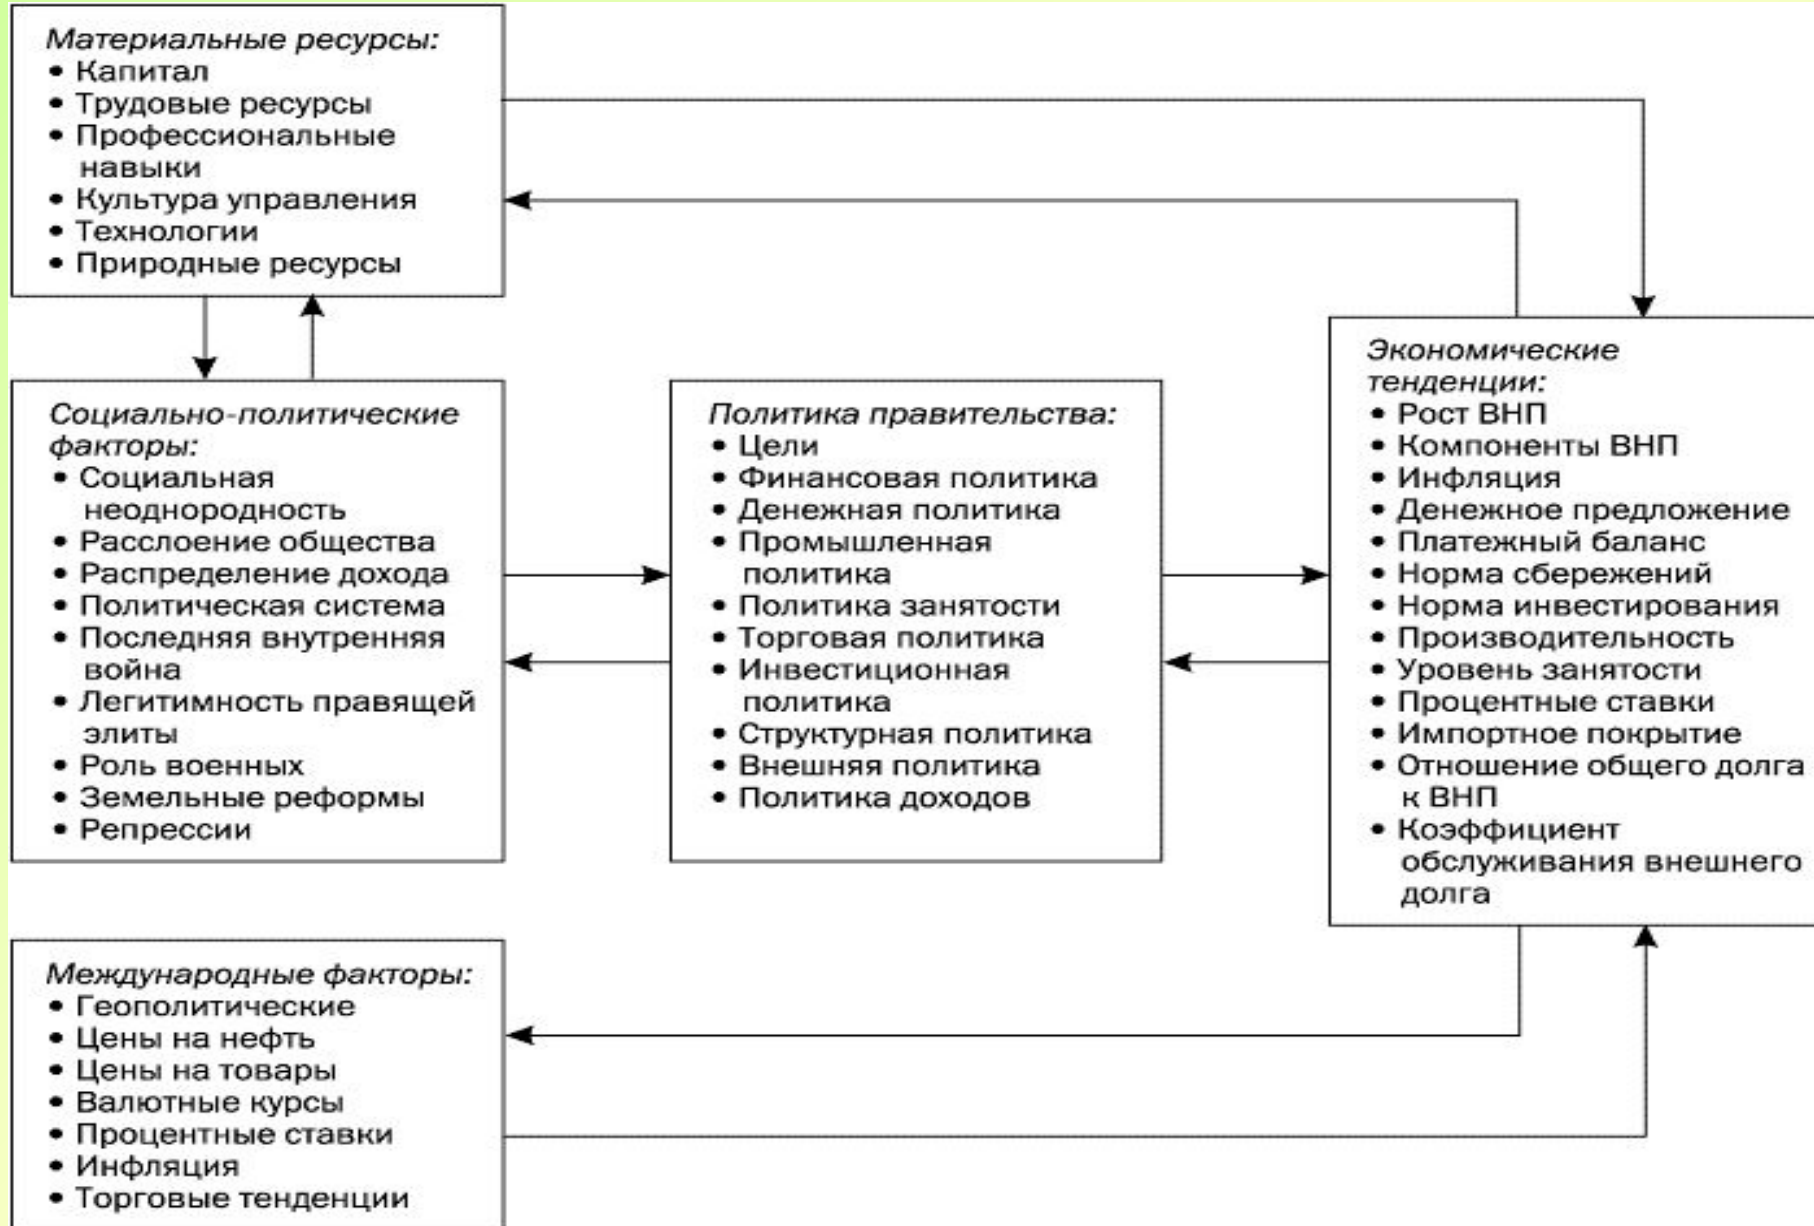 Материальные ресурсы:
• Капитал
• Трудовые ресурсы
• Профессиональные
навыки
• Культура управления
• Технологии
• Природные ресурсы
Социально-политические
факторы:
• Социальная
неоднородность
• Расслоение общества
• Распределение дохода
• Политическая система
• Последняя внутренняя
война
• Легитимность правящей
элиты
• Роль военных
• Земельные реформы
• Репрессии
Политика правительства:
• Цели
• Финансовая политика
• Денежная политика
• Промышленная
политика
• Политика занятости
• Торговая политика
• Инвестиционная
политика
• Структурная политика
• Внешняя политика
• Политика доходов
Экономические
тенденции:
• Рост ВНП
• Компоненты ВНП
• Инфляция
• Денежное предложение
• Платежный баланс
• Норма сбережений
• Норма инвестирования
• Производительность
• Уровень занятости
• Процентные ставки
• Импортное покрытие
• Отношение общего долга
к ВНП
• Коэффициент
обслуживания внешнего
долга
Международные факторы:
• Геополитические
• Цены на нефть
• Цены на товары
• Валютные курсы
• Процентные ставки
• Инфляция
• Торговые тенденции